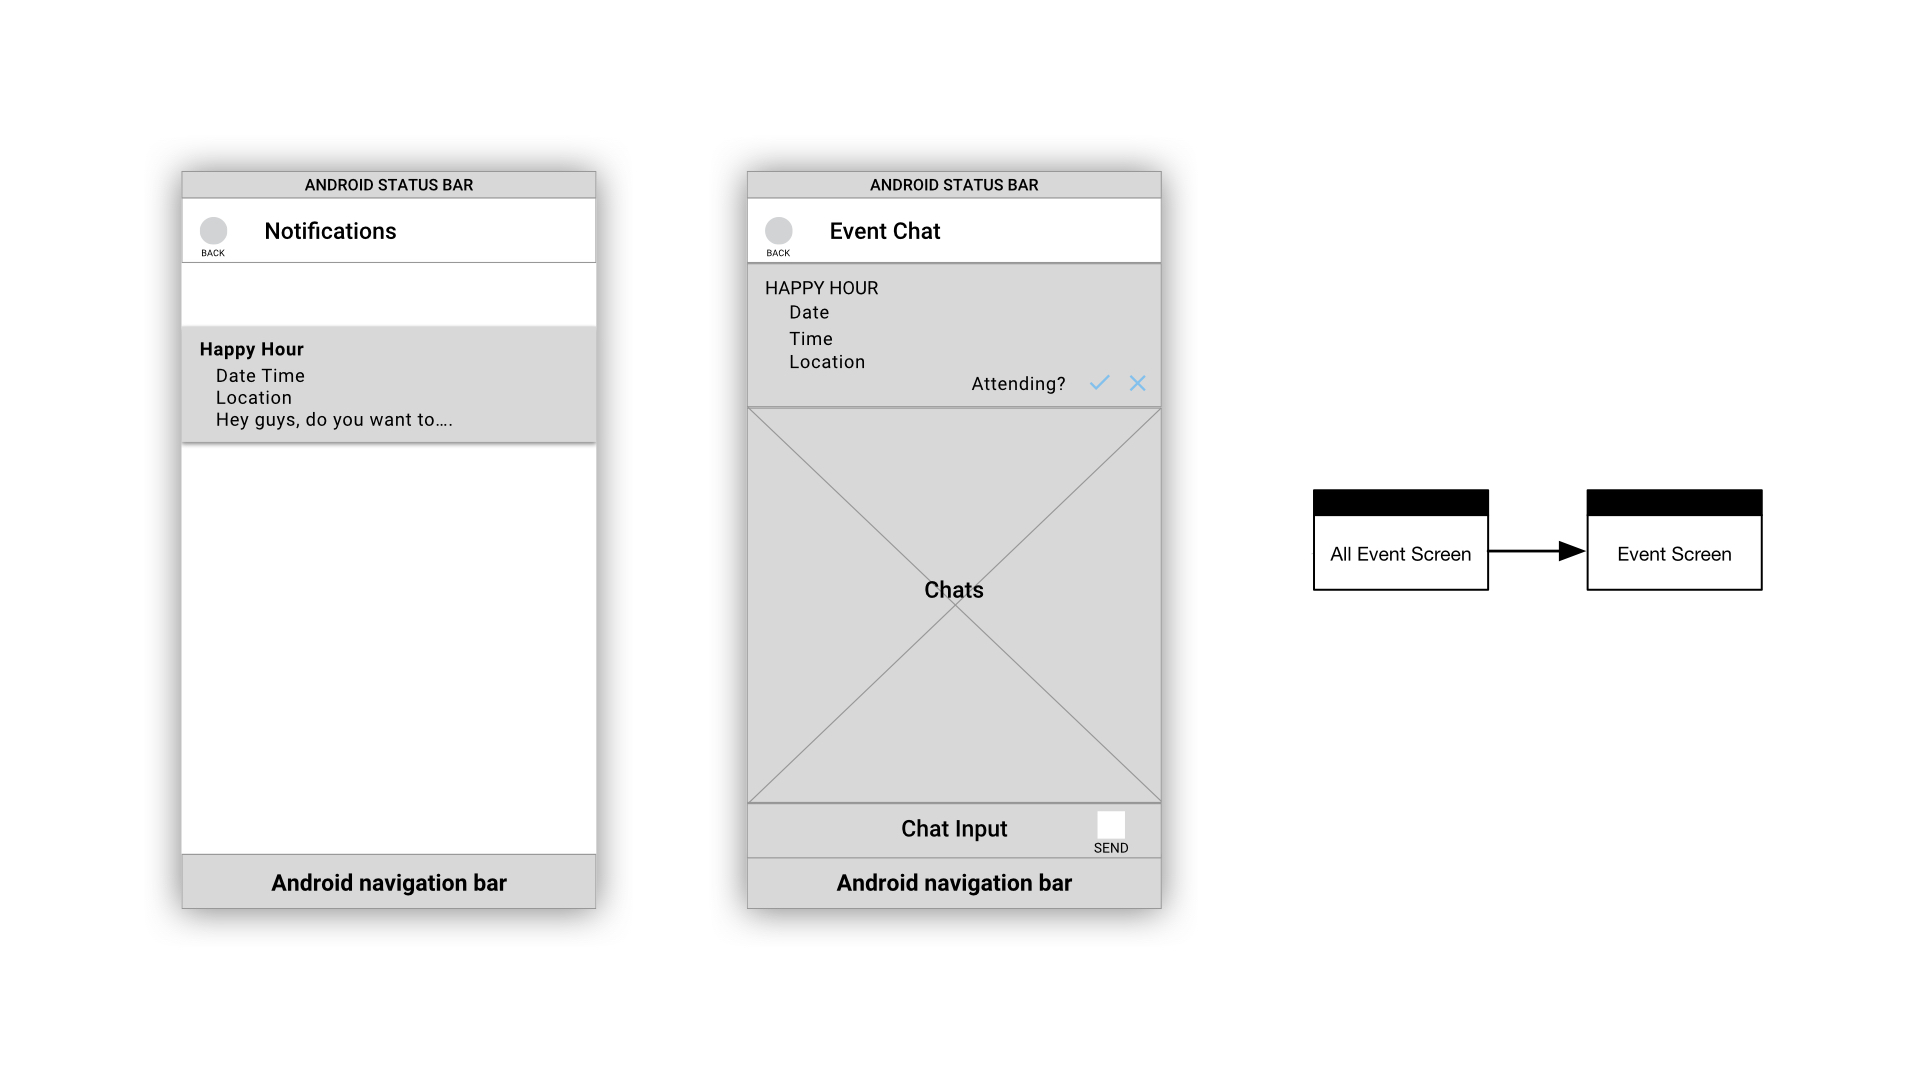 ANDROID STATUS BAR
Notifications
BACK
Happy Hour
Date Time
Location
Hey guys, do you want to....
Android navigation bar
ANDROID STATUS BAR
Event Chat
BACK
HAPPY HOUR
Date
Time
Location
Attending?
Chats
Chat Input
SEND
Android navigation bar
All Event Screen
Event Screen